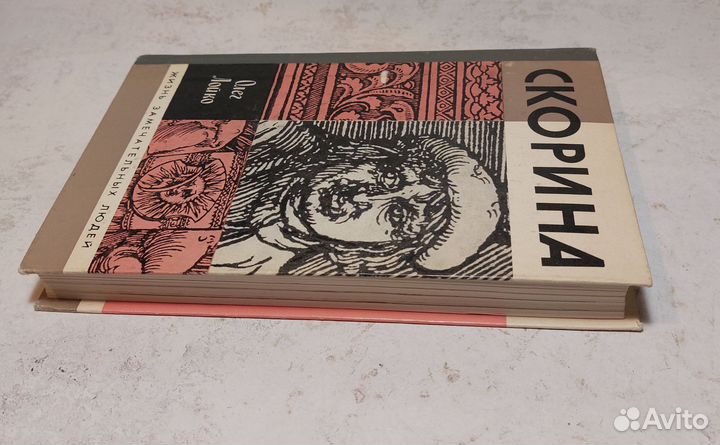 ЖИЗНЬ ЗАМЕЧАТЕЛЬНЫХ ЛЮДЕЙ
Олег
Лойко
СКОРИНА
Avito